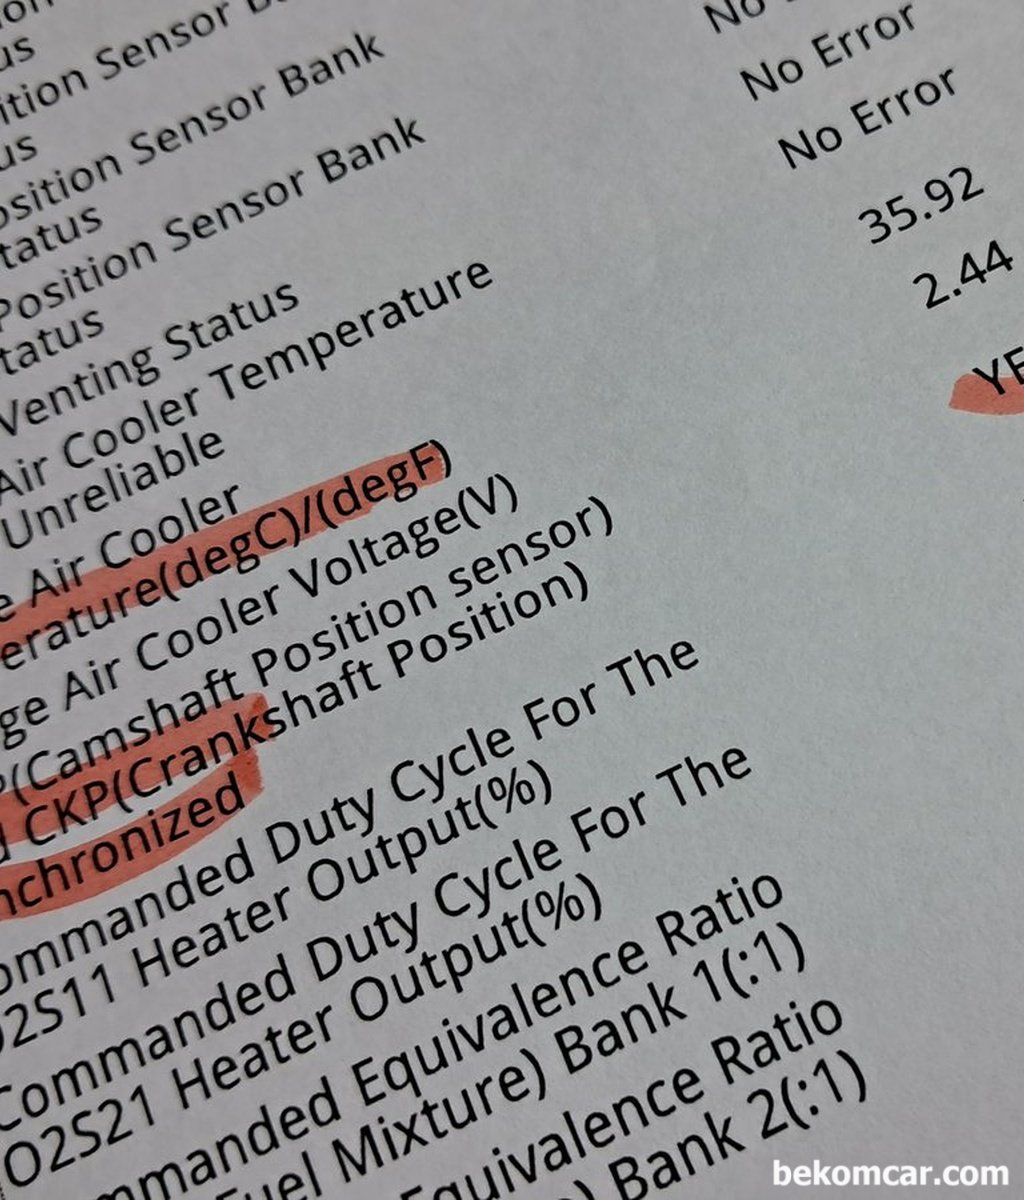 Sensor
No
us
ition Sensor
No Error
us
osition Sensor Bank
No Error
tatus
Position Sensor Bank
35.92
tatus
Venting Status
2.44
Air Cooler Temperature
Unreliable
YE
e Air Cooler
erature(degC)/(degF)
ge Air Cooler Voltage(V)
P(Camshaft Position sensor)
d CKP(Crankshaft Position)
nchronized
ommanded Duty Cycle For The
O2S11 Heater Output(%)
Commanded Duty Cycle For The
O2S21 Heater Output(%)
mmanded Equivalence Ratio
uel Mixture) Bank 1(:1)
Equivalence Ratio
) Bank 2(:1)
bekomcar.com